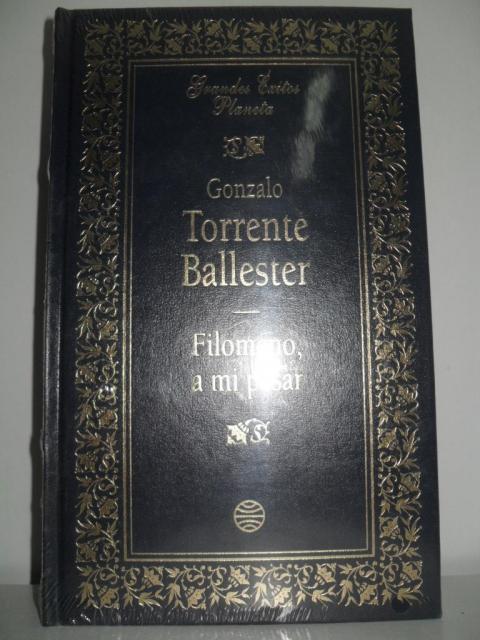 Grandes Éxitos
Planeta
Gonzalo
Torrente
Ballester
Filomeno,
a mi pesar